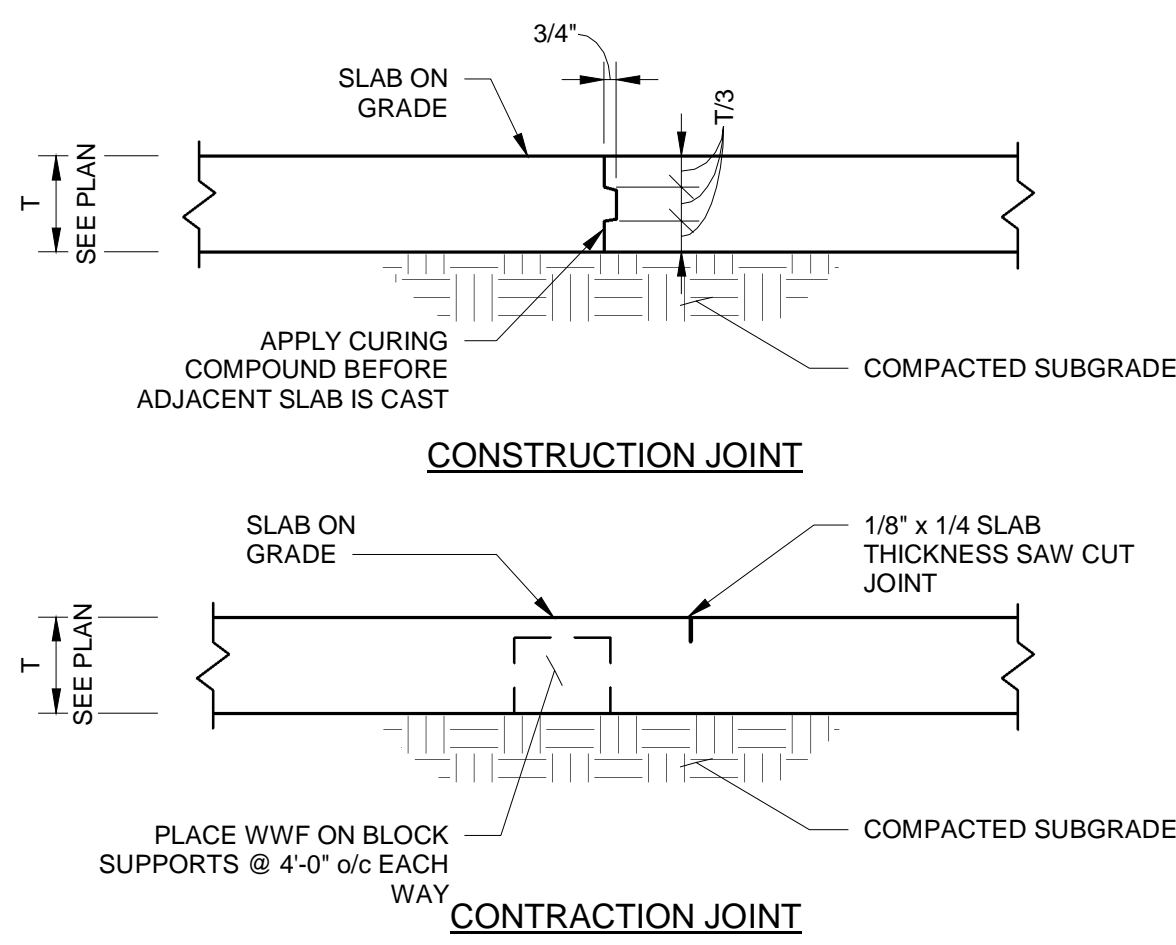 3/4"
SLAB ON
GRADE
T/3
T
SEE PLAN
APPLY CURING
COMPOUND BEFORE
ADJACENT SLAB IS CAST
COMPACTED SUBGRADE
CONSTRUCTION JOINT
SLAB ON
GRADE
1/8" x 1/4 SLAB
THICKNESS SAW CUT
JOINT
T
SEE PLAN
PLACE WWF ON BLOCK
SUPPORTS @ 4'-0" o/c EACH
WAY
COMPACTED SUBGRADE
CONTRACTION JOINT